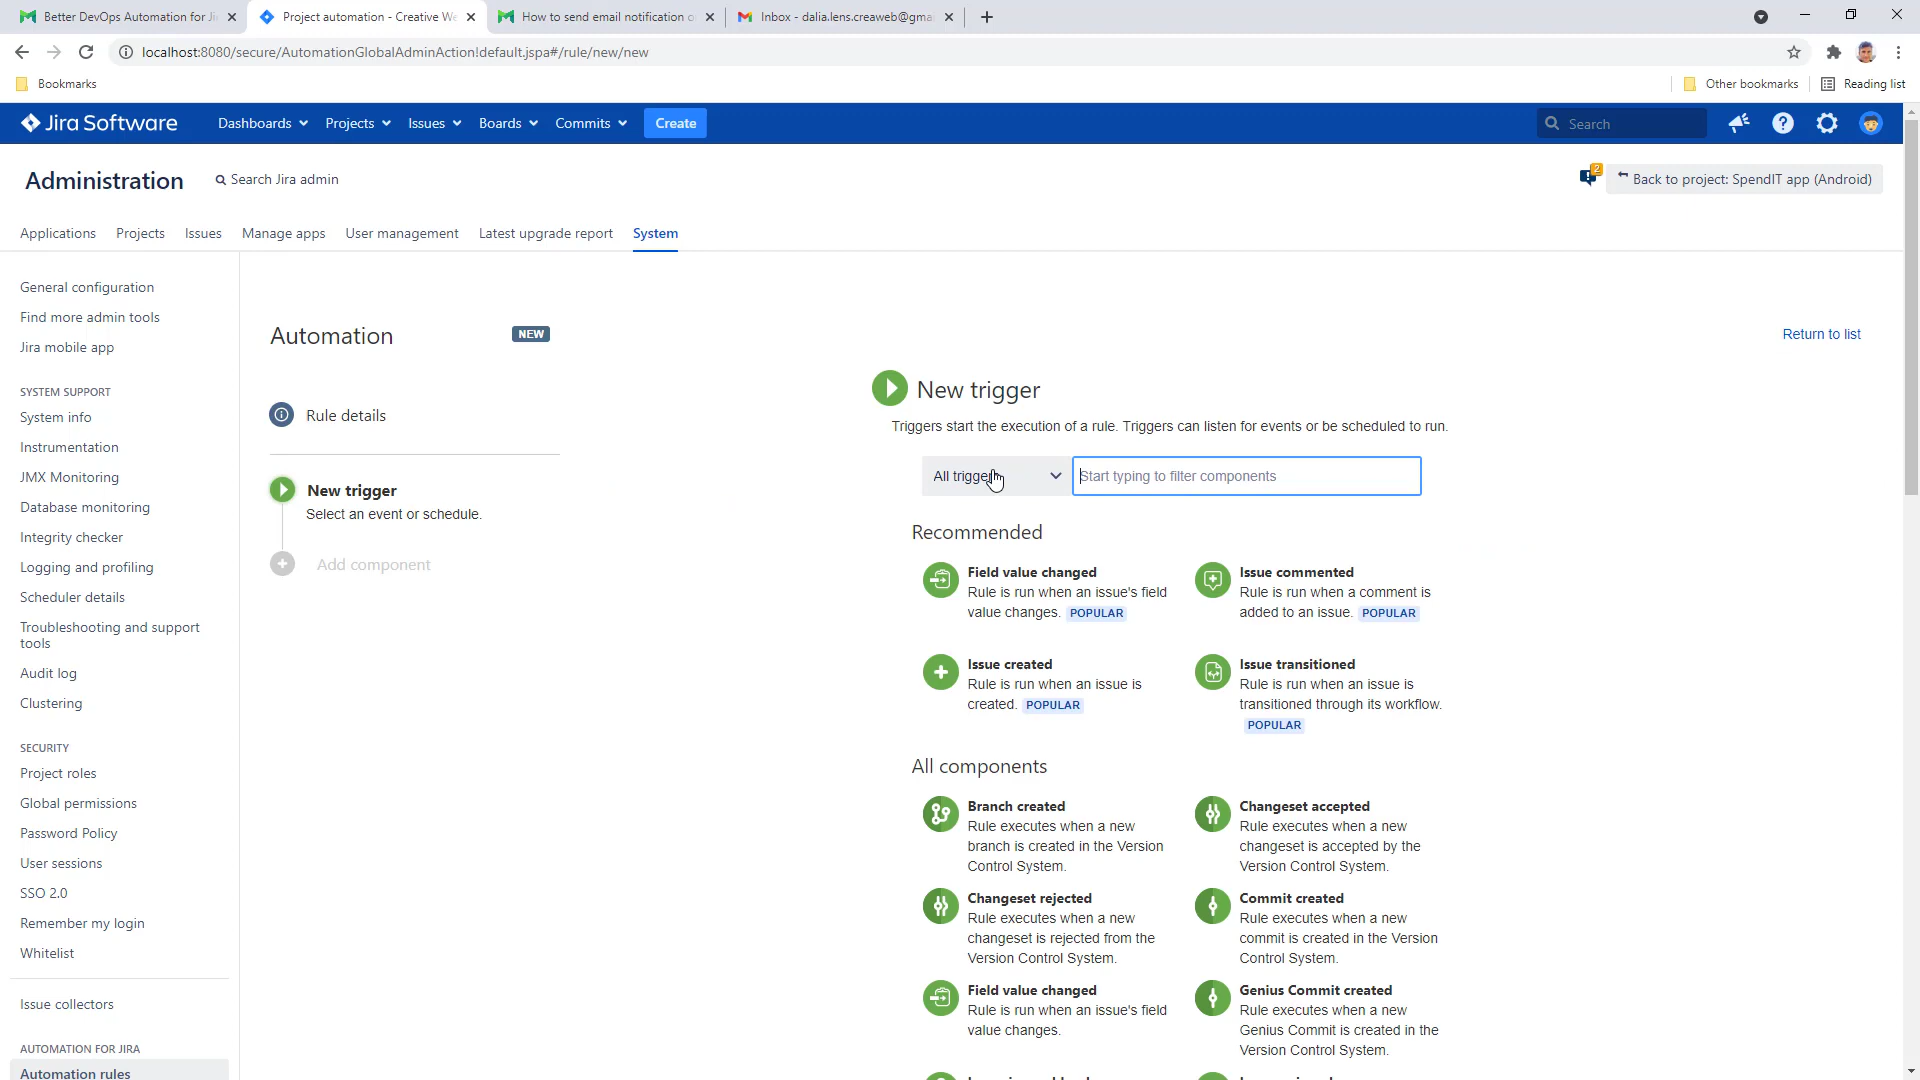 Better DevOps Automation for Ji
Project automation - Creative We
How to send email notification o
Inbox - dalia.lens.creaweb@gma
localhost:8080/secure/AutomationGlobalAdminAction!default.jspa#/rule/new/new
Bookmarks
Other bookmarks
Reading list
Jira Software
Dashboards
Projects
Issues
Boards
Commits
Create
Search
Administration
Search Jira admin
2
Back to project: SpendIT app (Android)
Applications
Projects
Issues
Manage apps
User management
Latest upgrade report
System
General configuration
Find more admin tools
Jira mobile app
SYSTEM SUPPORT
System info
Instrumentation
JMX Monitoring
Database monitoring
Integrity checker
Logging and profiling
Scheduler details
Troubleshooting and support
tools
Audit log
Clustering
SECURITY
Project roles
Global permissions
Password Policy
User sessions
SSO 2.0
Remember my login
Whitelist
Issue collectors
AUTOMATION FOR JIRA
Automation rules
Automation
NEW
Return to list
Rule details
New trigger
Select an event or schedule.
Add component
New trigger
Triggers start the execution of a rule. Triggers can listen for events or be scheduled to run.
All triggers
Start typing to filter components
Recommended
Field value changed
Rule is run when an issue's field
value changes. POPULAR
Issue commented
Rule is run when a comment is
added to an issue. POPULAR
Issue created
Rule is run when an issue is
created. POPULAR
Issue transitioned
Rule is run when an issue is
transitioned through its workflow.
POPULAR
All components
Branch created
Rule executes when a new
branch is created in the Version
Control System.
Changeset accepted
Rule executes when a new
changeset is accepted by the
Version Control System.
Changeset rejected
Rule executes when a new
changeset is rejected from the
Version Control System.
Commit created
Rule executes when a new
commit is created in the Version
Control System.
Field value changed
Rule is run when an issue's field
value changes.
Genius Commit created
Rule executes when a new
Genius Commit is created in the
Version Control System.